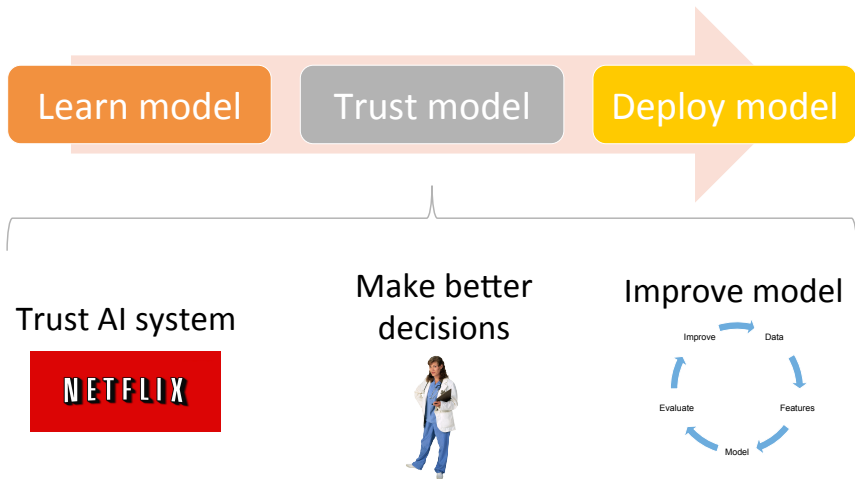 Learn model
Trust model
Deploy model
Trust AI system
NETFLIX
Make better
decisions
Improve model
Improve
Data
Evaluate
Features
Model